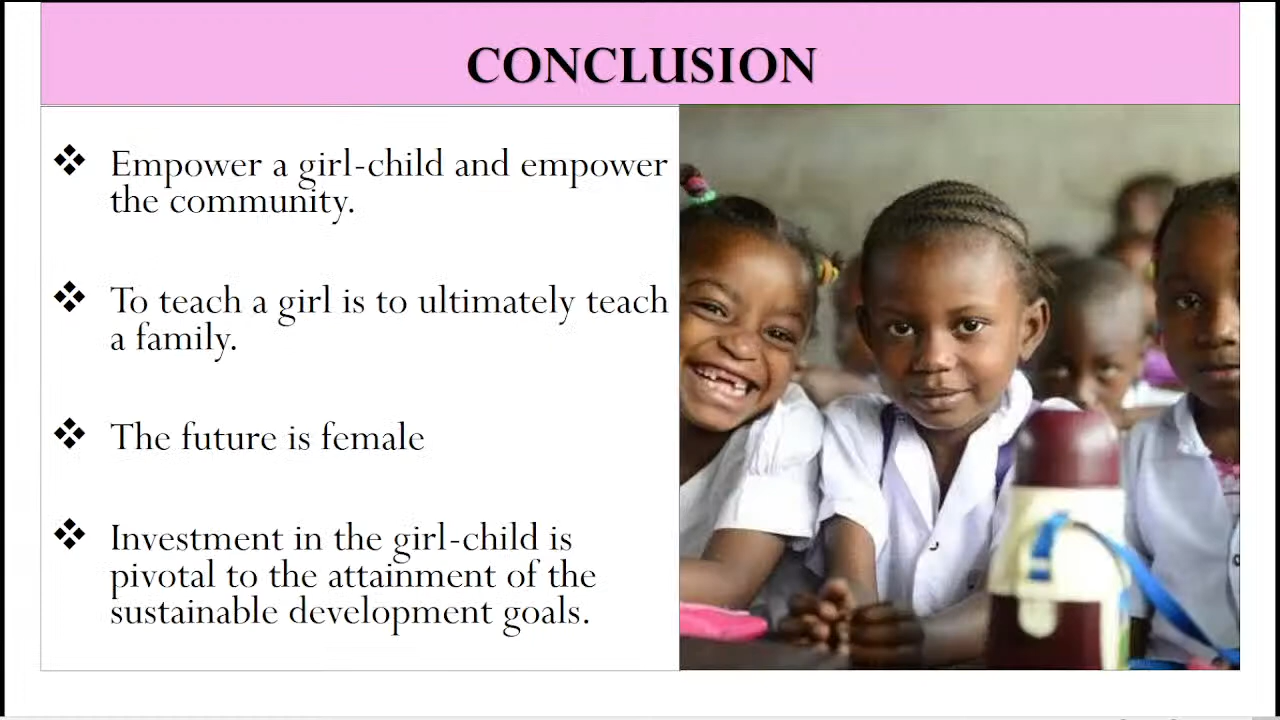 CONCLUSION
Empower a girl-child and empower
the community.
To teach a girl is to ultimately teach
a family.
The future is female
Investment in the girl-child is
pivotal to the attainment of the
sustainable development goals.